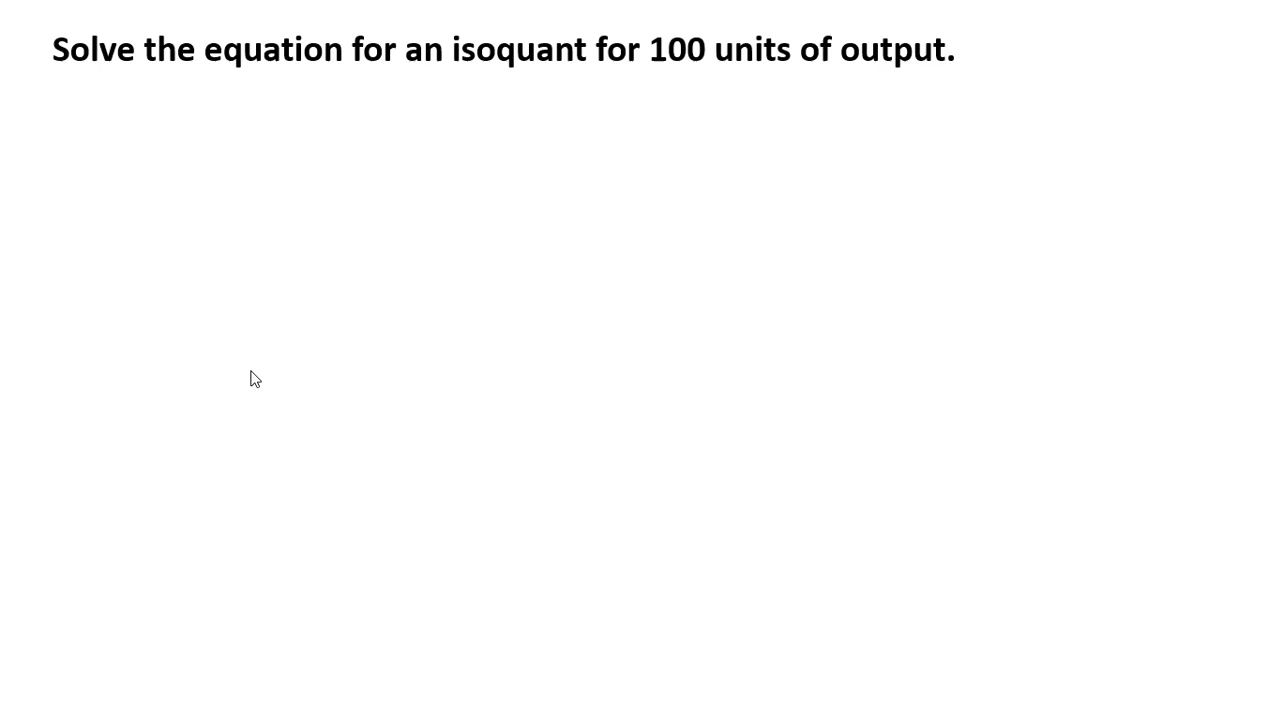 Solve the equation for an isoquant for 100 units of output.